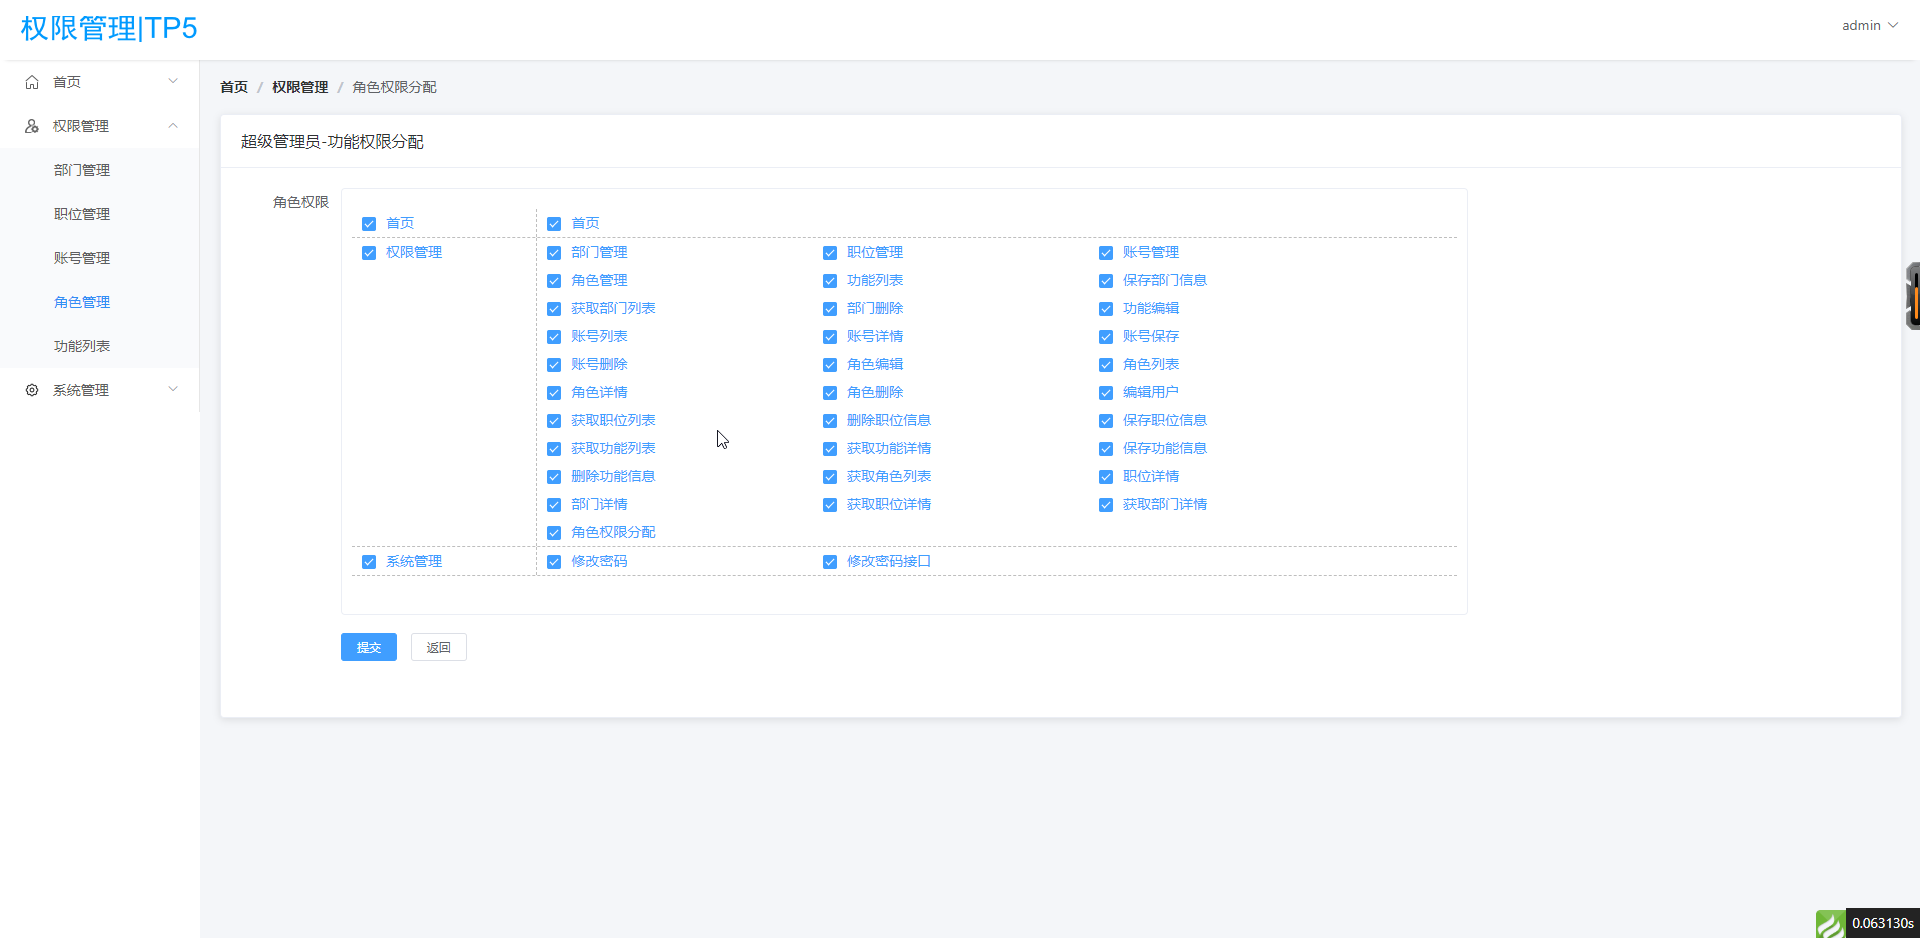 权限管理|TP5
admin
首页
权限管理
部门管理
职位管理
账号管理
角色管理
功能列表
系统管理
首页 / 权限管理 / 角色权限分配
超级管理员-功能权限分配
角色权限
首页 首页
权限管理 部门管理 职位管理 账号管理
角色管理 功能列表 保存部门信息
获取部门列表 部门删除 功能编辑
账号列表 账号详情 账号保存
账号删除 角色编辑 角色列表
角色详情 角色删除 编辑用户
获取职位列表 删除职位信息 保存职位信息
获取功能列表 获取功能详情 保存功能信息
删除功能信息 获取角色列表 职位详情
部门详情 获取职位详情 获取部门详情
角色权限分配
系统管理 修改密码 修改密码接口
提交 返回
0.063130s